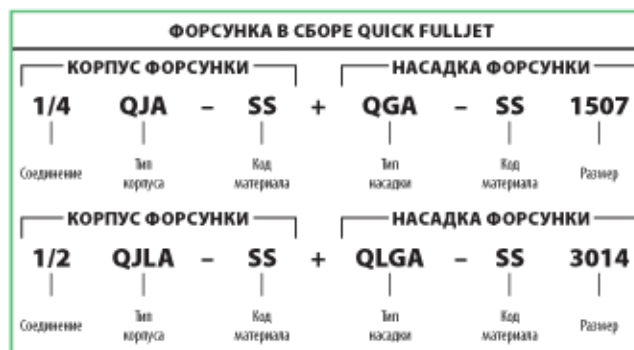 ФОРСУНКА В СБОРЕ QUICK FULLJET
КОРПУС ФОРСУНКИ НАСАДКА ФОРСУНКИ
1/4 QJA – SS + QGA – SS 1507
Соединение Тип корпуса Код материала Тип насадки Код материала Размер
КОРПУС ФОРСУНКИ НАСАДКА ФОРСУНКИ
1/2 QJLA – SS + QLGA – SS 3014
Соединение Тип корпуса Код материала Тип насадки Код материала Размер